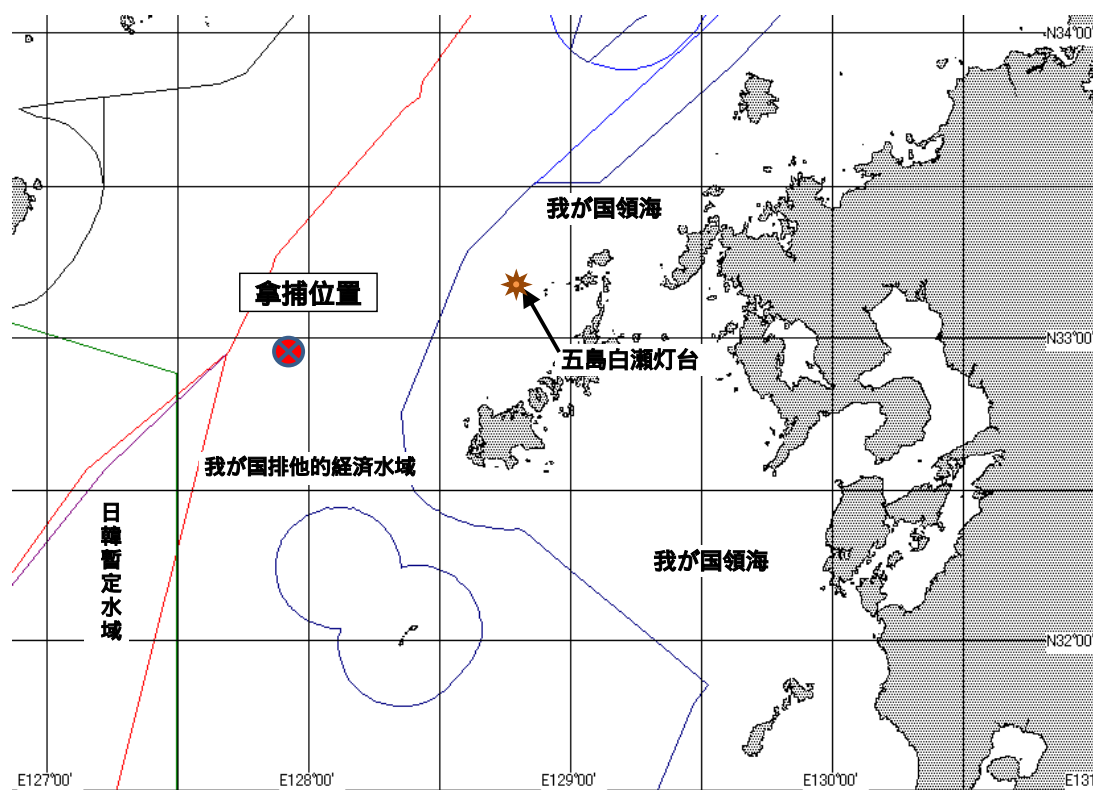 N34°00'
我が国領海
拿捕位置
N33°00'
五島白瀬灯台
我が国排他的経済水域
日韓暫定水域
我が国領海
N32°00'
E127°00'
E128°00'
E129°00'
E130°00'
E131